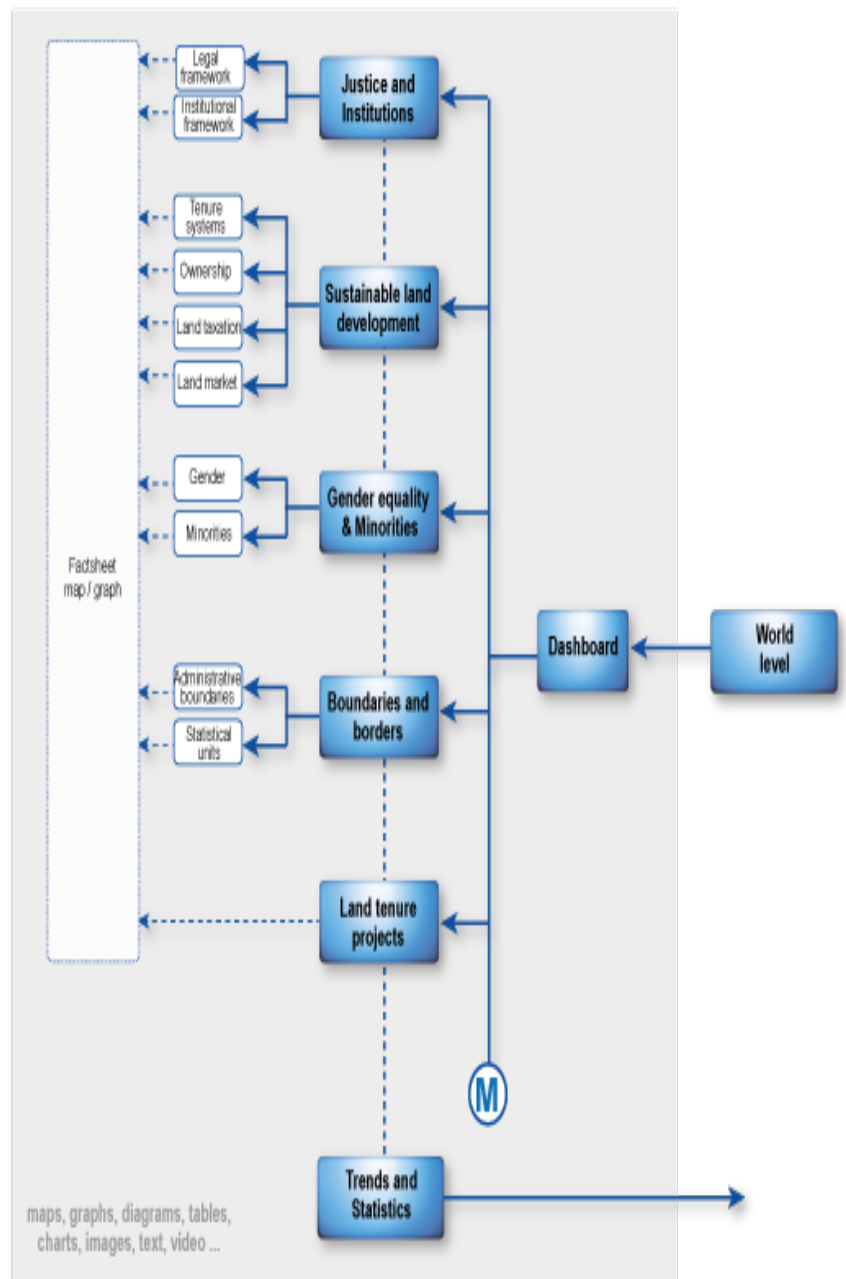 Legal
framework
Institutional
framework
Justice and
Institutions
Tenure
systems
Ownership
Land taxation
Land market
Sustainable land
development
Gender
Minorities
Gender equality
& Minorities
Factsheet
map / graph
Administrative
boundaries
Statistical
units
Boundaries and
borders
Dashboard
World
level
Land tenure
projects
M
Trends and
Statistics
maps, graphs, diagrams, tables,
charts, images, text, video ...